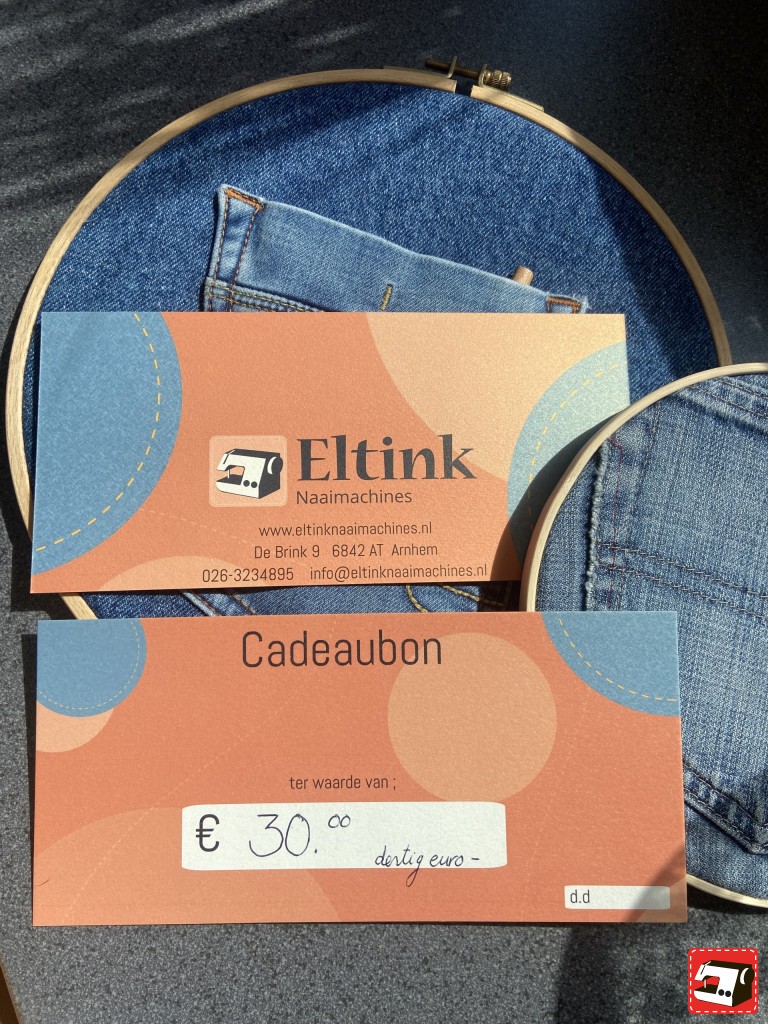 Eltink
Naaimachines
www.eltinknaaimachines.nl
De Brink 9 6842 AT Arnhem
026-3234895 info@eltinknaaimachines.nl
Cadeaubon
ter waarde van ;
€ 30.00
dertig euro -
d.d